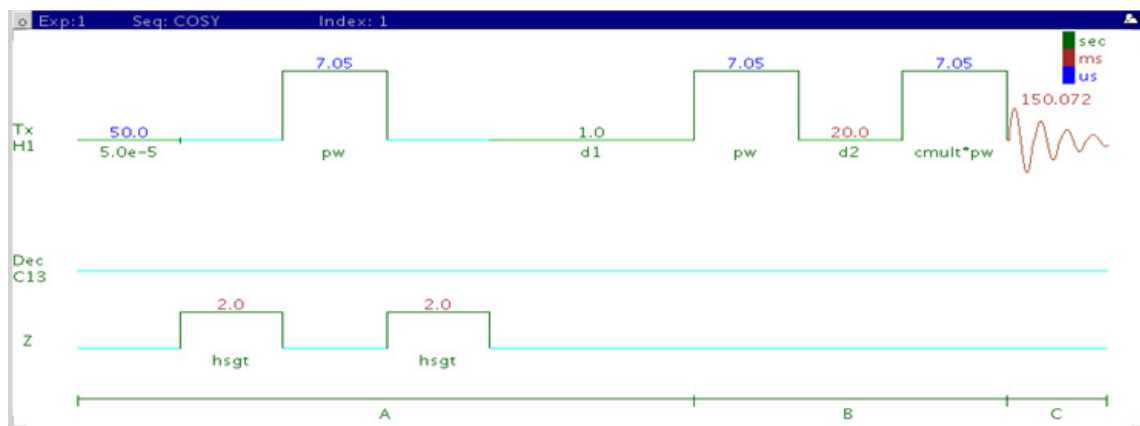 Exp:1 Seq: COSY Index: 1
sec
ms
us
7.05 7.05 7.05
150.072
Tx
H1
50.0 1.0 20.0
5.0e-5 pw d1 pw d2 cmult*pw
Dec
C13
2.0 2.0
Z
hsgt hsgt
A B C